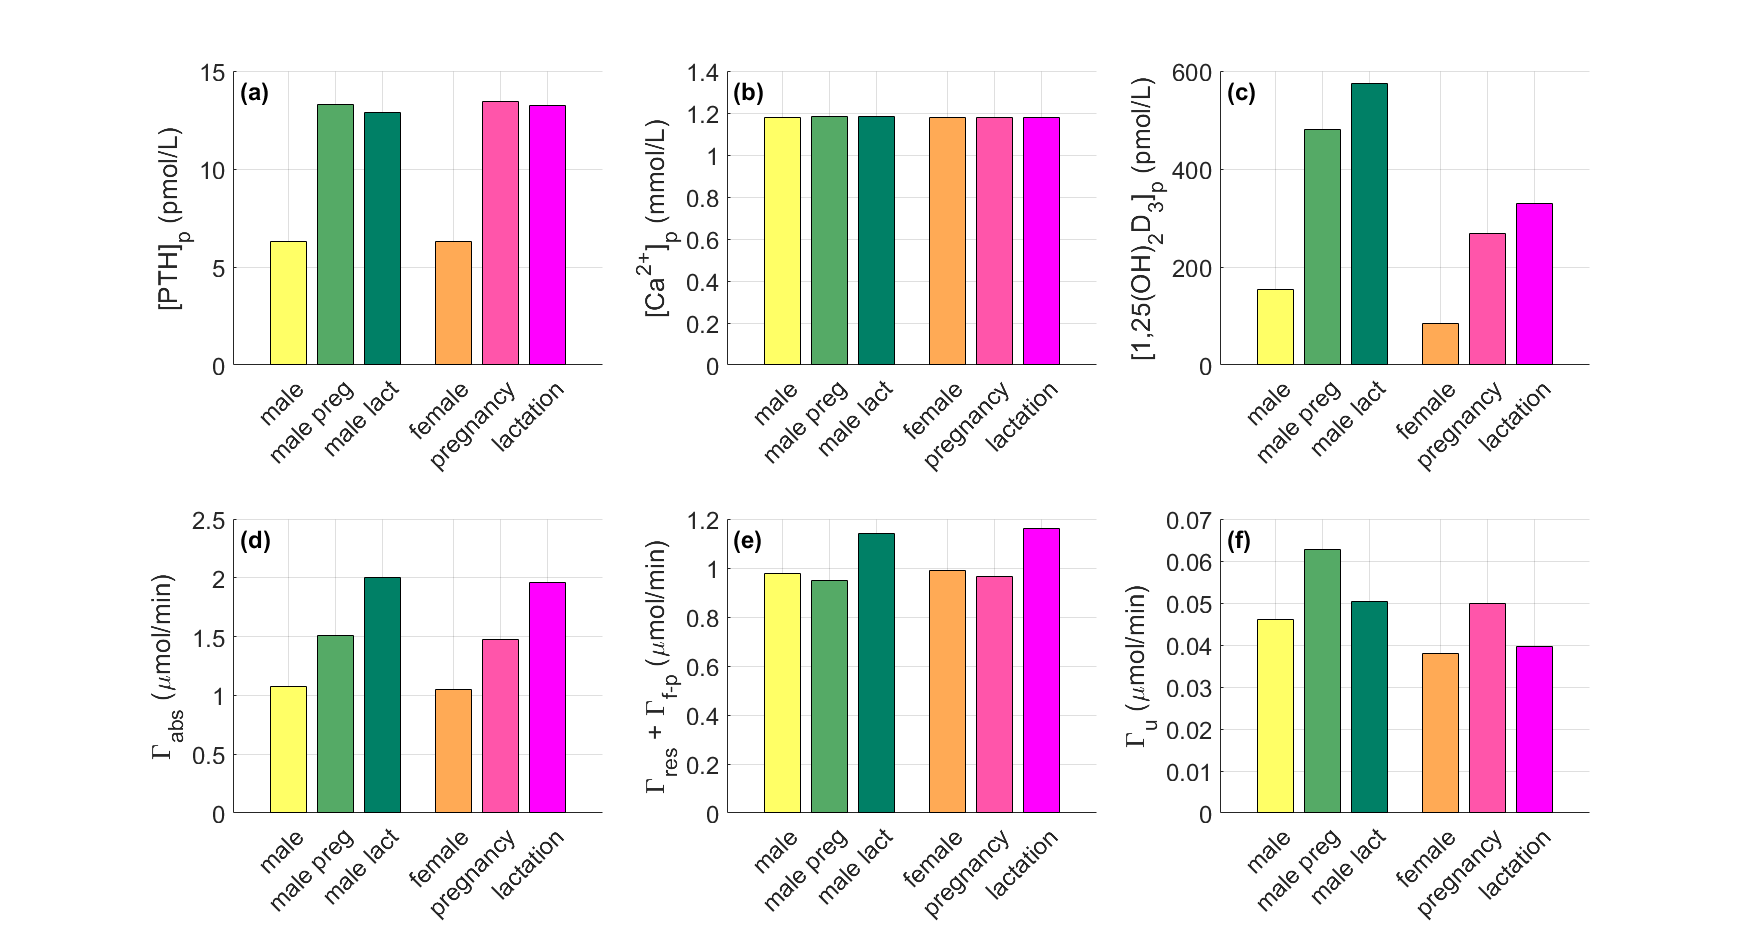 (a)
[PTH]p (pmol/L)
15
10
5
0
male
male preg
male lact
female
pregnancy
lactation
(b)
[Ca2+]p (mmol/L)
1.4
1.2
1
0.8
0.6
0.4
0.2
0
male
male preg
male lact
female
pregnancy
lactation
(c)
[1,25(OH)2D3]p (pmol/L)
600
400
200
0
male
male preg
male lact
female
pregnancy
lactation
(d)
Γabs (μmol/min)
2.5
2
1.5
1
0.5
0
male
male preg
male lact
female
pregnancy
lactation
(e)
Γres + Γf-p (μmol/min)
1.2
1
0.8
0.6
0.4
0.2
0
male
male preg
male lact
female
pregnancy
lactation
(f)
Γu (μmol/min)
0.07
0.06
0.05
0.04
0.03
0.02
0.01
0
male
male preg
male lact
female
pregnancy
lactation